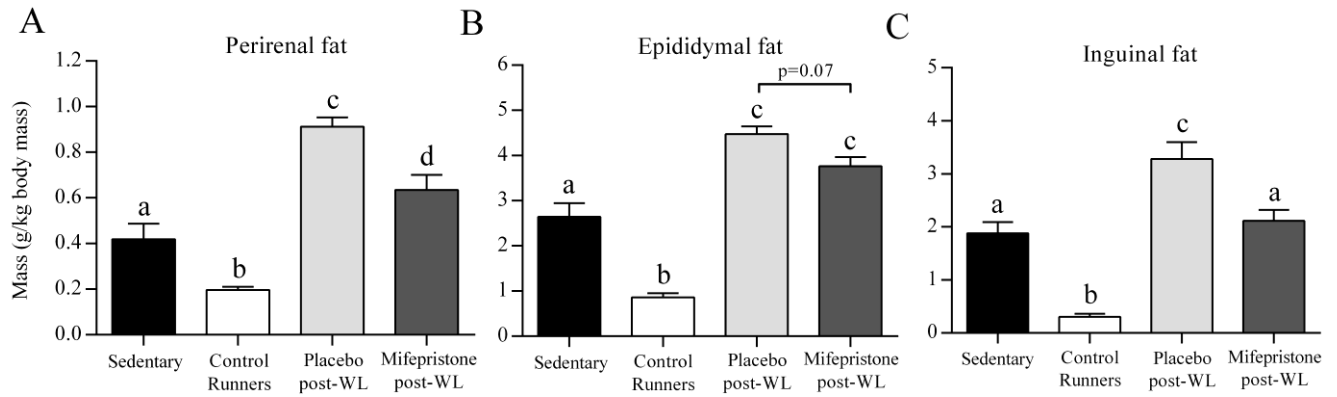 A
Perirenal fat
Mass (g/kg body mass)
1.2
1.0
0.8
0.6
0.4
0.2
0.0
a
b
c
d
Sedentary
Control
Runners
Placebo
post-WL
Mifepristone
post-WL
B
Epididymal fat
6
5
4
3
2
1
0
p=0.07
a
b
c
c
Sedentary
Control
Runners
Placebo
post-WL
Mifepristone
post-WL
C
Inguinal fat
5
4
3
2
1
0
a
b
c
a
Sedentary
Control
Runners
Placebo
post-WL
Mifepristone
post-WL